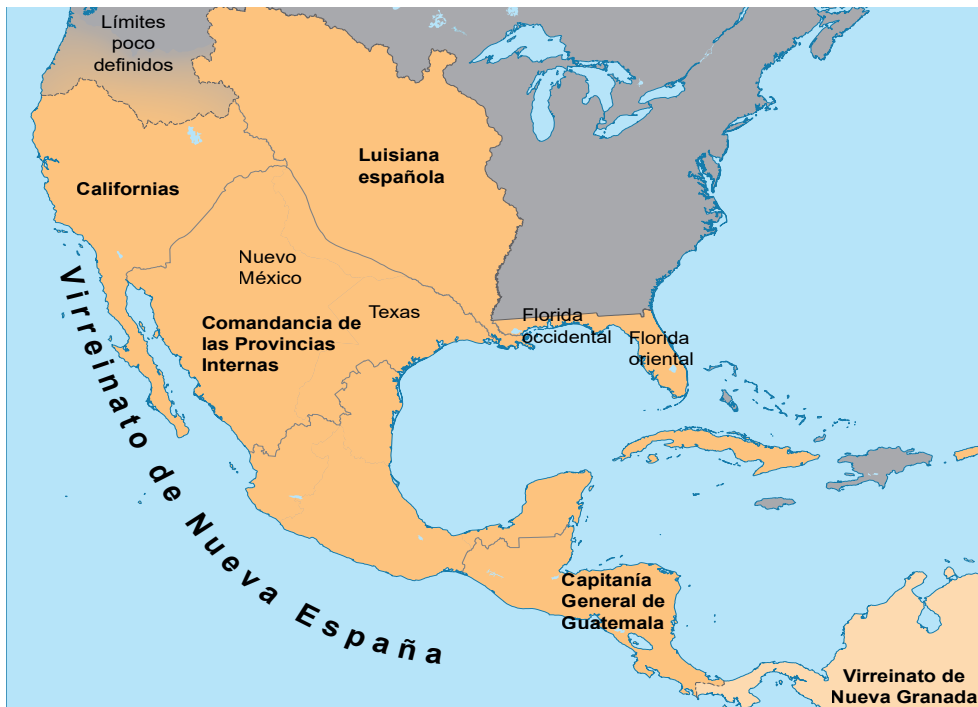 Límites
poco
definidos
Luisiana
española
Californias
Nuevo
México
Texas
Florida
occidental
Florida
oriental
Comandancia de
las Provincias
Internas
Virreinato de Nueva España
Capitanía
General de
Guatemala
Virreinato de
Nueva Granada